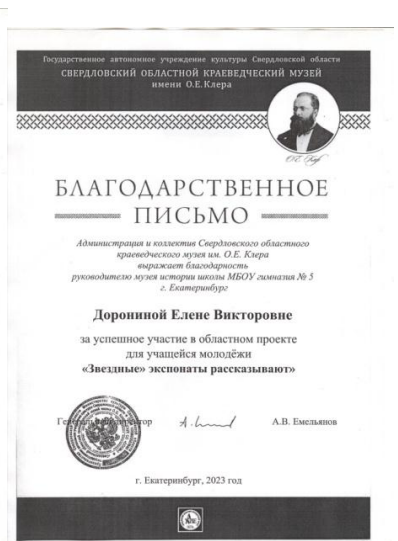 Государственное автономное учреждение культуры Свердловской области
СВЕРДЛОВСКИЙ ОБЛАСТНОЙ КРАЕВЕДЧЕСКИЙ МУЗЕЙ
имени О.Е.Клера
БЛАГОДАРСТВЕННОЕ
ПИСЬМО
Администрация и коллектив Свердловского областного
краеведческого музея им. О.Е. Клера
выражает благодарность
руководителю музея истории школы МБОУ гимназия № 5
г. Екатеринбург
Дорониной Елене Викторовне
за успешное участие в областном проекте
для учащейся молодёжи
«Звездные» экспонаты рассказывают»
Генеральный директор А.В. Емельянов
г. Екатеринбург, 2023 год